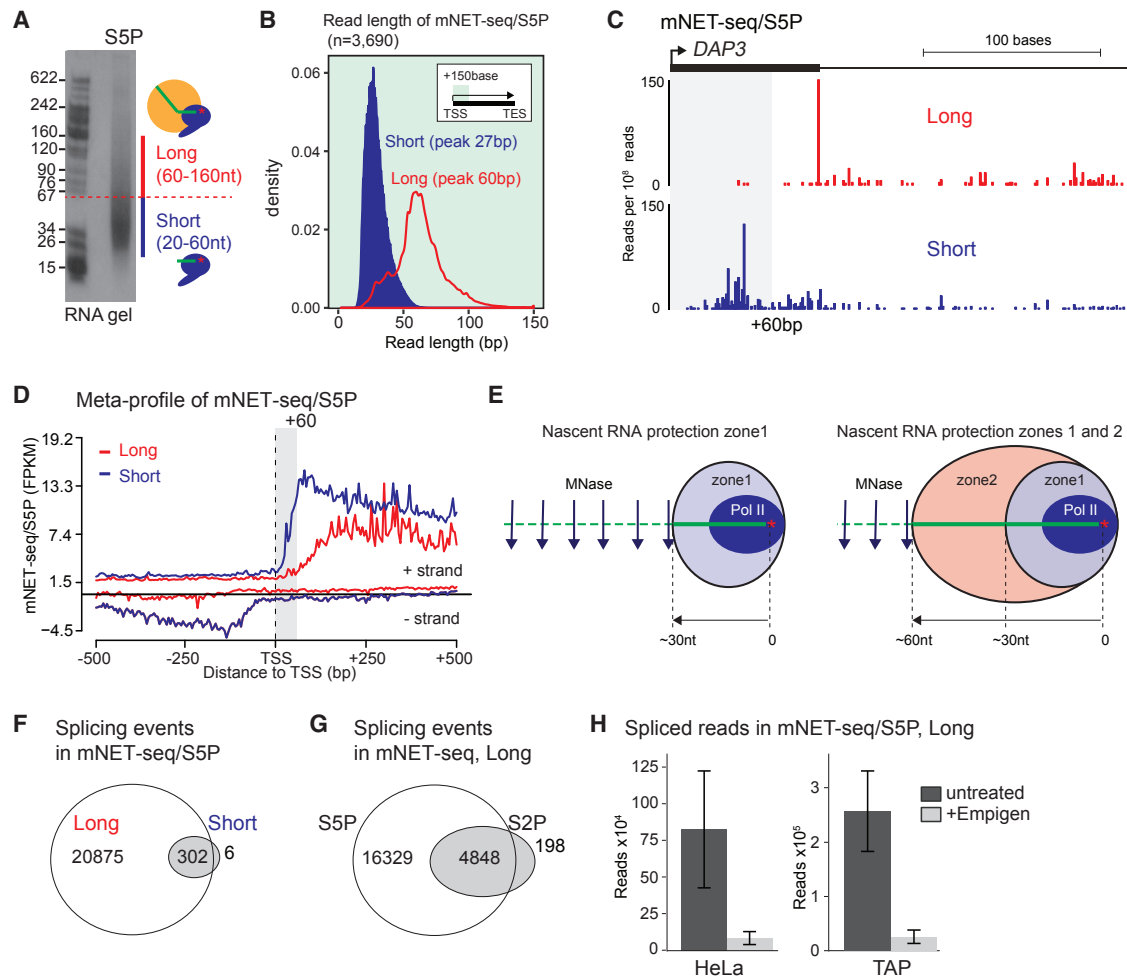 A
S5P
622
242
160
120
90
76
67
34
26
15
Long
(60-160nt)
Short
(20-60nt)
RNA gel
B
Read length of mNET-seq/S5P
(n=3,690)
0.06
0.04
0.02
0.00
density
+150base
TSS TES
Short (peak 27bp)
Long (peak 60bp)
0 50 100 150
Read length (bp)
C
mNET-seq/S5P
DAP3
100 bases
150
0
Long
150
0
Short
Reads per 10⁸ reads
+60bp
D
Meta-profile of mNET-seq/S5P
+60
19.2
13.3
7.4
1.5
−4.5
mNET-seq/S5P (FPKM)
Long
Short
+ strand
- strand
-500 -250 TSS +250 +500
Distance to TSS (bp)
E
Nascent RNA protection zone1
MNase
zone1
Pol II
*
~30nt 0
Nascent RNA protection zones 1 and 2
MNase
zone2
zone1
Pol II
*
~60nt ~30nt 0
F
Splicing events
in mNET-seq/S5P
Long Short
20875 302 6
G
Splicing events
in mNET-seq, Long
S5P S2P
16329 4848 198
H
Spliced reads in mNET-seq/S5P, Long
Reads x10⁴
125
100
75
50
25
0
HeLa
Reads x10⁵
3
2
1
0
TAP
untreated
+Empigen